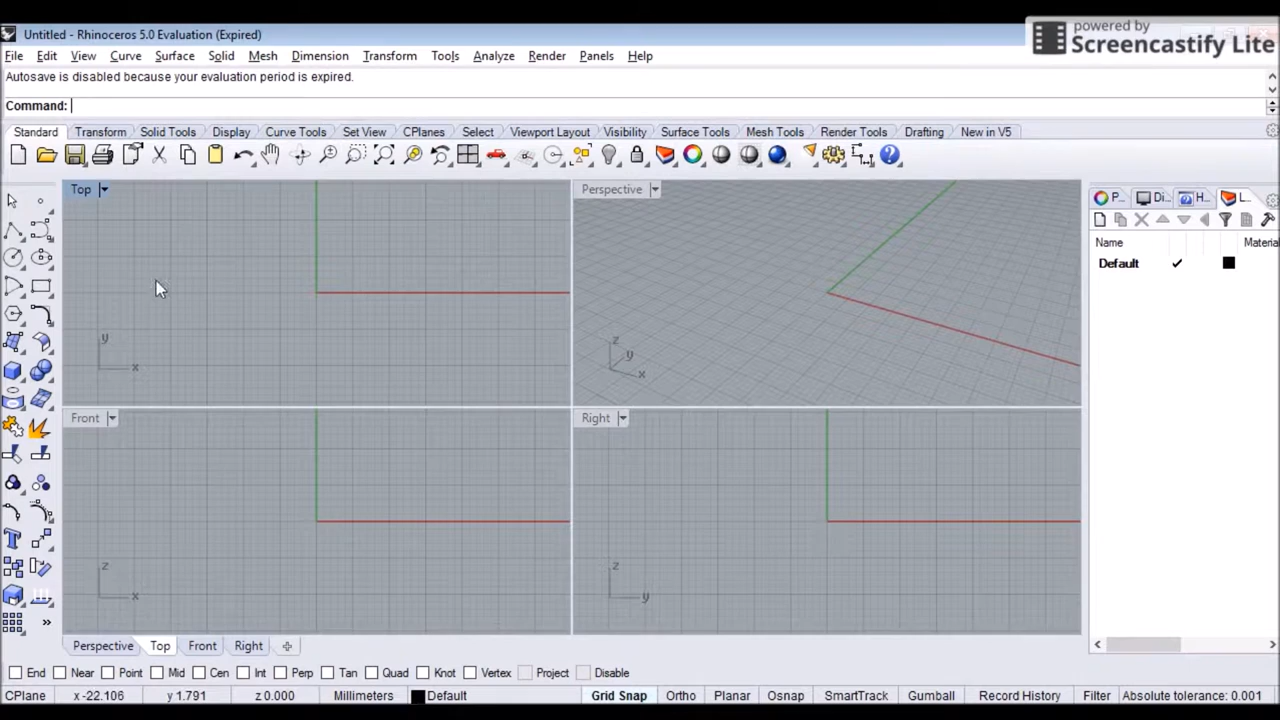 Untitled - Rhinoceros 5.0 Evaluation (Expired)
powered by
Screencastify Lite
File Edit View Curve Surface Solid Mesh Dimension Transform Tools Analyze Render Panels Help
Autosave is disabled because your evaluation period is expired.
Command:
Standard Transform Solid Tools Display Curve Tools Set View CPlanes Select Viewport Layout Visibility Surface Tools Mesh Tools Render Tools Drafting New in V5
Top Perspective
P... Di... H... L...
Name Materia
Default
y
x
z
y
x
Front Right
z
x
z
y
Perspective Top Front Right
End Near Point Mid Cen Int Perp Tan Quad Knot Vertex Project Disable
CPlane x -22.106 y 1.791 z 0.000 Millimeters Default Grid Snap Ortho Planar Osnap SmartTrack Gumball Record History Filter Absolute tolerance: 0.001